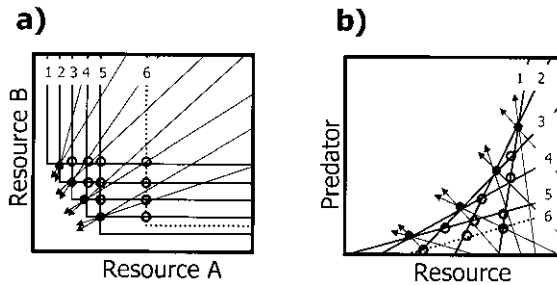 a)
1 2 3 4 5 6
Resource B
Resource A
b)
1 2
3
4
5
6
Predator
Resource